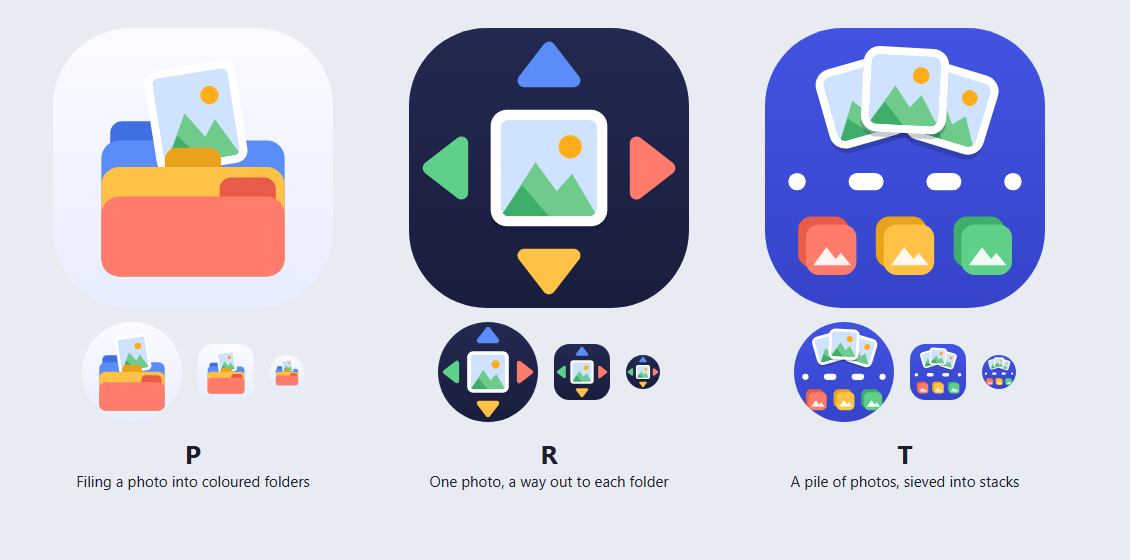 P
Filing a photo into coloured folders
R
One photo, a way out to each folder
T
A pile of photos, sieved into stacks